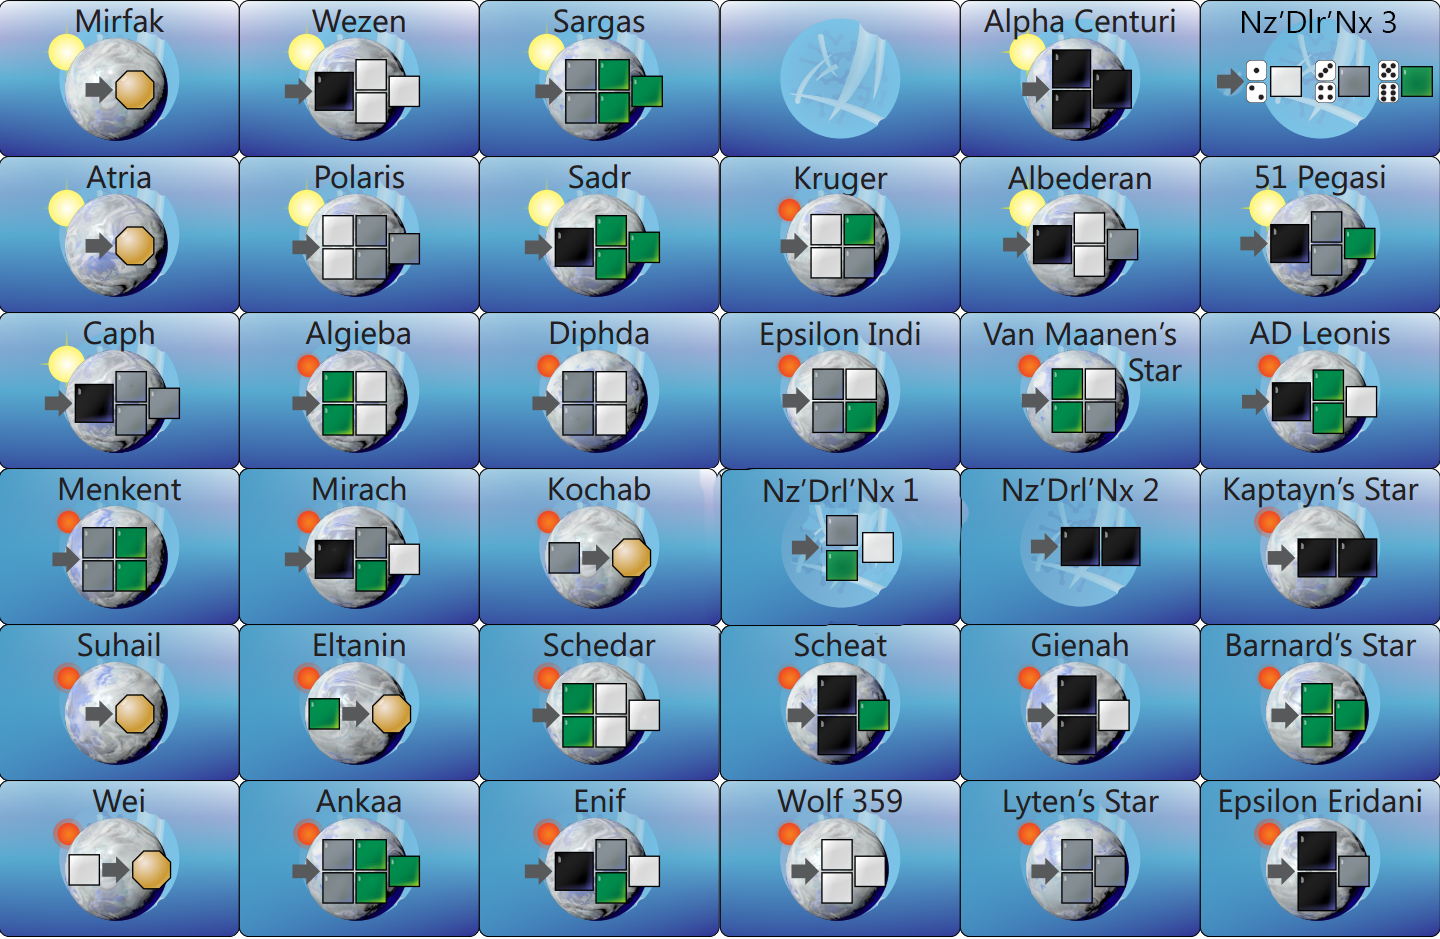 Mirfak
Wezen
Sargas
Alpha Centuri
Nz'Dlr'Nx 3
Atria
Polaris
Sadr
Kruger
Albederan
51 Pegasi
Caph
Algieba
Diphda
Epsilon Indi
Van Maanen's
Star
AD Leonis
Menkent
Mirach
Kochab
Nz'Drl'Nx 1
Nz'Drl'Nx 2
Kaptayn's Star
Suhail
Eltanin
Schedar
Scheat
Gienah
Barnard's Star
Wei
Ankaa
Enif
Wolf 359
Lyten's Star
Epsilon Eridani